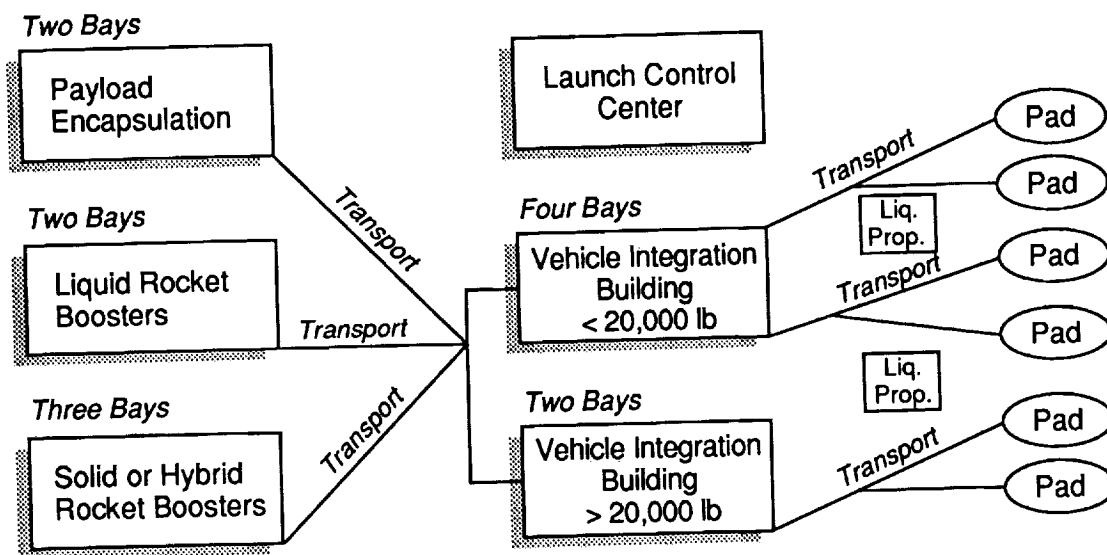 Two Bays
Payload
Encapsulation
Two Bays
Liquid Rocket
Boosters
Three Bays
Solid or Hybrid
Rocket Boosters
Transport
Transport
Transport
Launch Control
Center
Four Bays
Vehicle Integration
Building
< 20,000 lb
Two Bays
Vehicle Integration
Building
> 20,000 lb
Transport
Liq.
Prop.
Transport
Liq.
Prop.
Transport
Pad
Pad
Pad
Pad
Pad
Pad